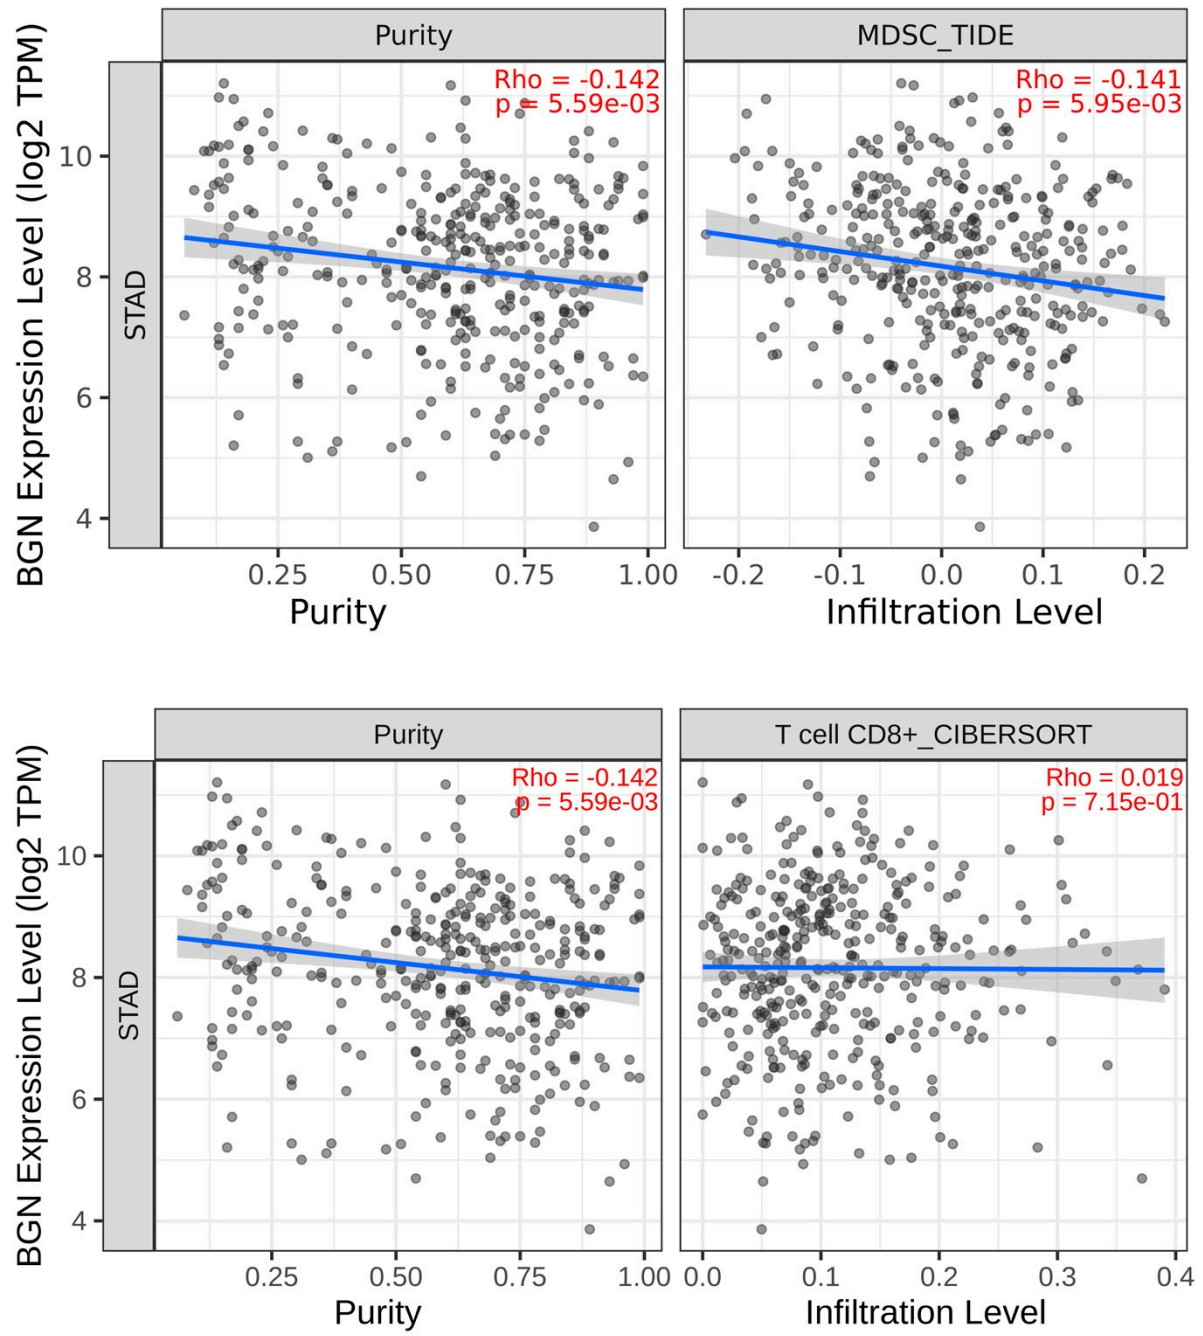 Purity
MDSC_TIDE
BGN Expression Level (log2 TPM)
STAD
Rho = -0.142
p = 5.59e-03
Rho = -0.141
p = 5.95e-03
10
8
6
4
0.25 0.50 0.75 1.00
-0.2 -0.1 0.0 0.1 0.2
Purity
Infiltration Level
Purity
T cell CD8+_CIBERSORT
BGN Expression Level (log2 TPM)
STAD
Rho = -0.142
p = 5.59e-03
Rho = 0.019
p = 7.15e-01
10
8
6
4
0.25 0.50 0.75 1.00
0.0 0.1 0.2 0.3 0.4
Purity
Infiltration Level